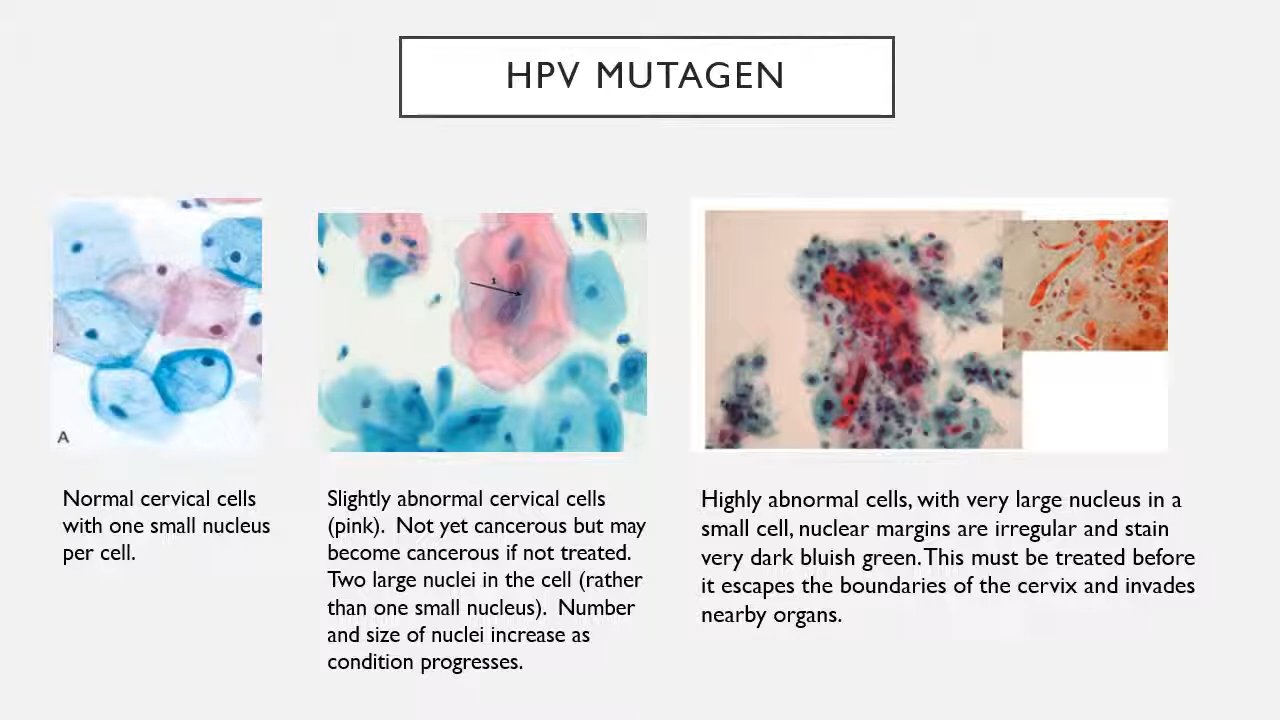 HPV MUTAGEN
A
1
Normal cervical cells
with one small nucleus
per cell.
Slightly abnormal cervical cells
(pink).  Not yet cancerous but may
become cancerous if not treated.
Two large nuclei in the cell (rather
than one small nucleus).  Number
and size of nuclei increase as
condition progresses.
Highly abnormal cells, with very large nucleus in a
small cell, nuclear margins are irregular and stain
very dark bluish green. This must be treated before
it escapes the boundaries of the cervix and invades
nearby organs.